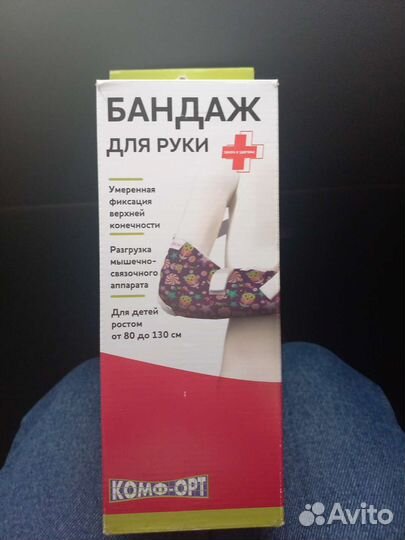 БАНДАЖ
ДЛЯ РУКИ
Умеренная
фиксация
верхней
конечности
Разгрузка
мышечно-
связочного
аппарата
Для детей
ростом
от 80 до 130 см
КОМФ-ОРТ
Avito